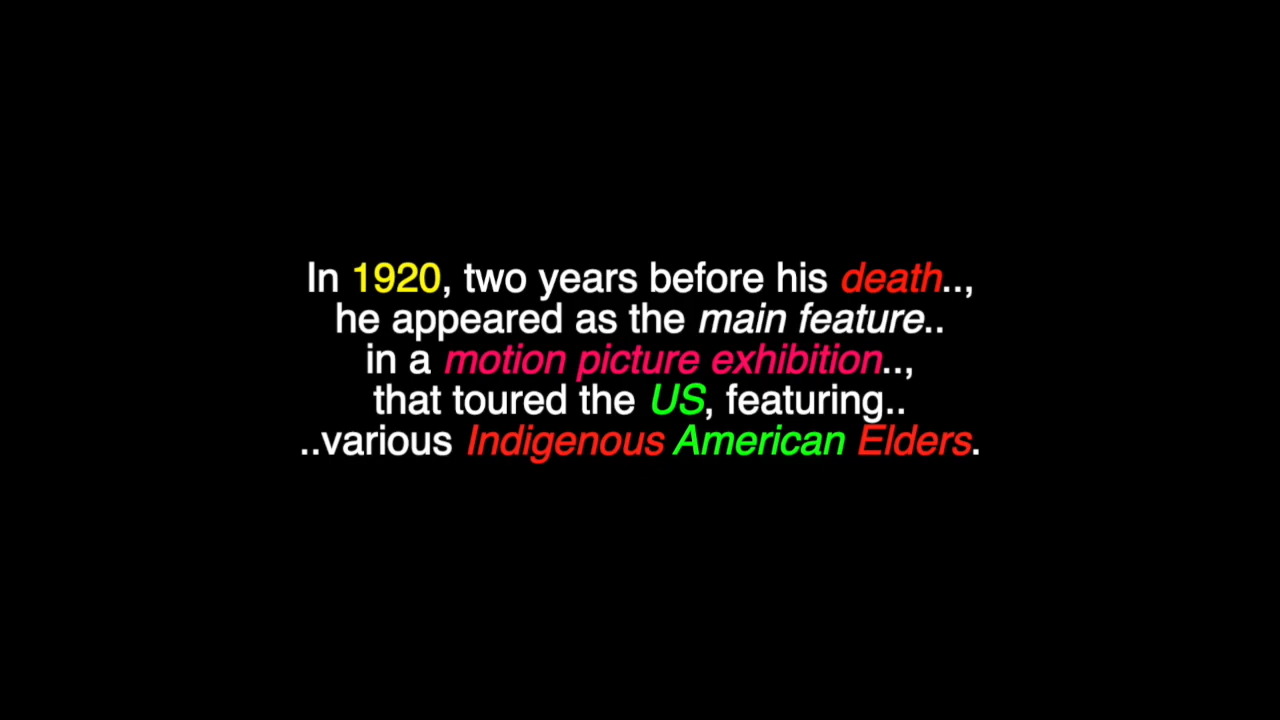 In 1920, two years before his death..,
he appeared as the main feature..
in a motion picture exhibition..,
that toured the US, featuring..
..various Indigenous American Elders.